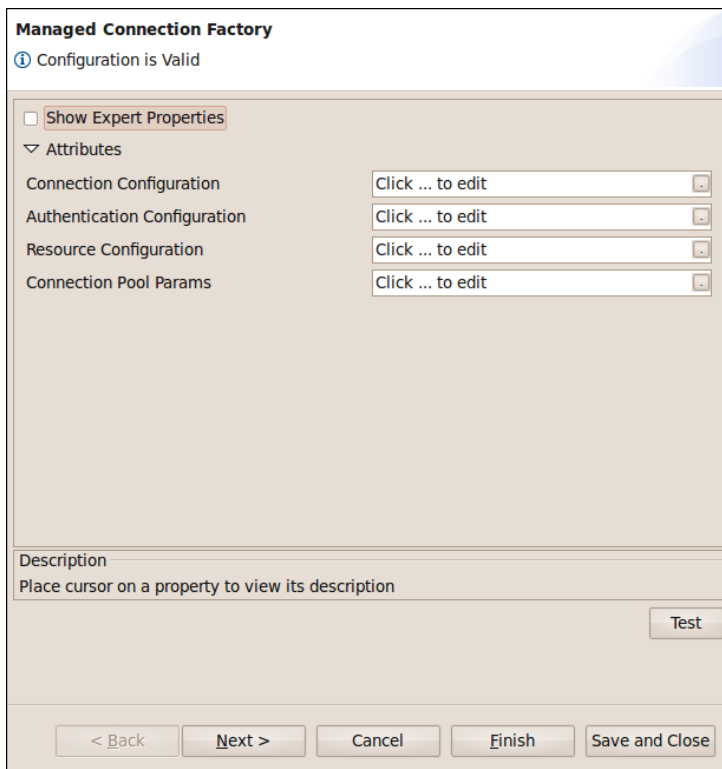 Managed Connection Factory
Configuration is Valid
Show Expert Properties
Attributes
Connection Configuration Click ... to edit .
Authentication Configuration Click ... to edit .
Resource Configuration Click ... to edit .
Connection Pool Params Click ... to edit .
Description
Place cursor on a property to view its description
Test
< Back Next > Cancel Finish Save and Close